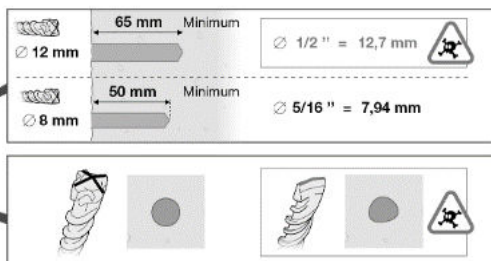 65 mm Minimum
∅ 12 mm
∅ 1/2 " = 12,7 mm
50 mm Minimum
∅ 8 mm
∅ 5/16 " = 7,94 mm